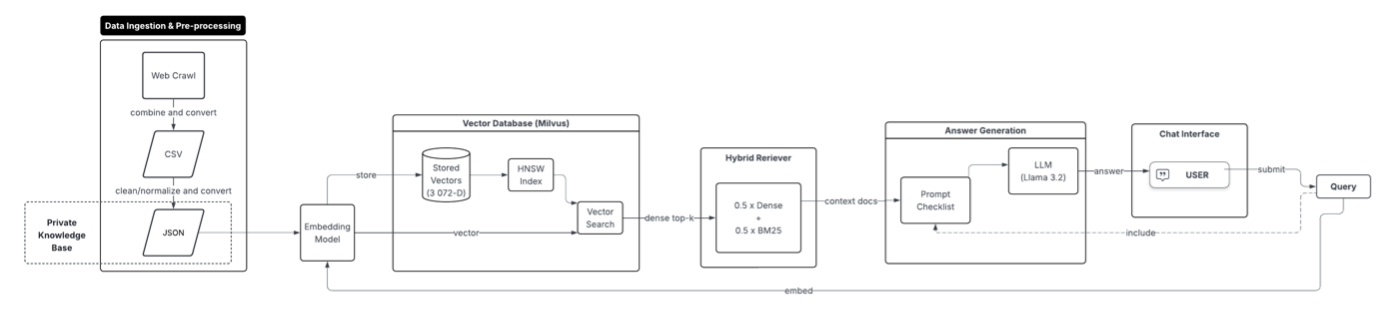 Data Ingestion & Pre-processing
Web Crawl
combine and convert
CSV
clean/normalize and convert
Private
Knowledge
Base
JSON
Embedding
Model
store
vector
Vector Database (Milvus)
Stored
Vectors
(3 072-D)
HNSW
Index
Vector
Search
dense top-k
Hybrid Reriever
0.5 x Dense
+
0.5 x BM25
context docs
Answer Generation
Prompt
Checklist
LLM
(Llama 3.2)
answer
Chat Interface
USER
submit
Query
include
embed